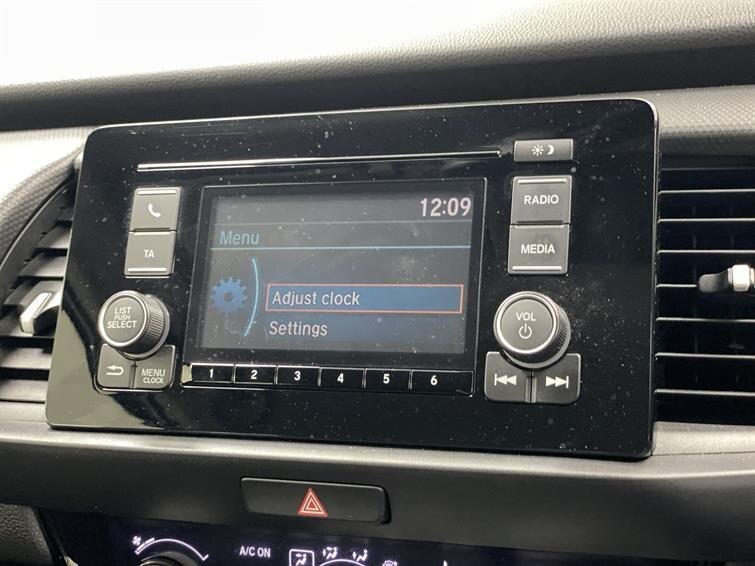 12:09
RADIO
Menu
TA
MEDIA
Adjust clock
Settings
LIST
PUSH
SELECT
VOL
MENU
CLOCK
1 2 3 4 5 6
A/C ON